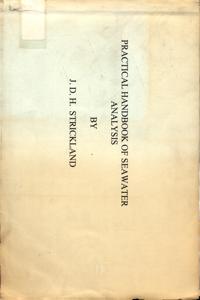 PRACTICAL HANDBOOK OF SEAWATER
ANALYSIS
BY
J. D. H. STRICKLAND